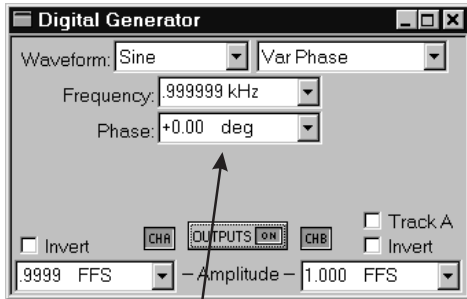 Digital Generator
Waveform: Sine Var Phase
Frequency: .999999 kHz
Phase: +0.00 deg
Track A
Invert CHA OUTPUTS ON CHB Invert
.9999 FFS – Amplitude – 1.000 FFS